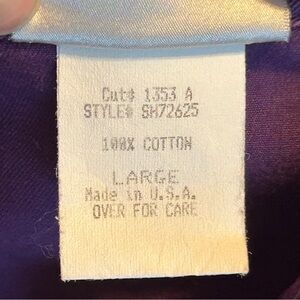 Cut# 1353 A
STYLE# SH72625
100% COTTON
LARGE
Made in U.S.A.
OVER FOR CARE